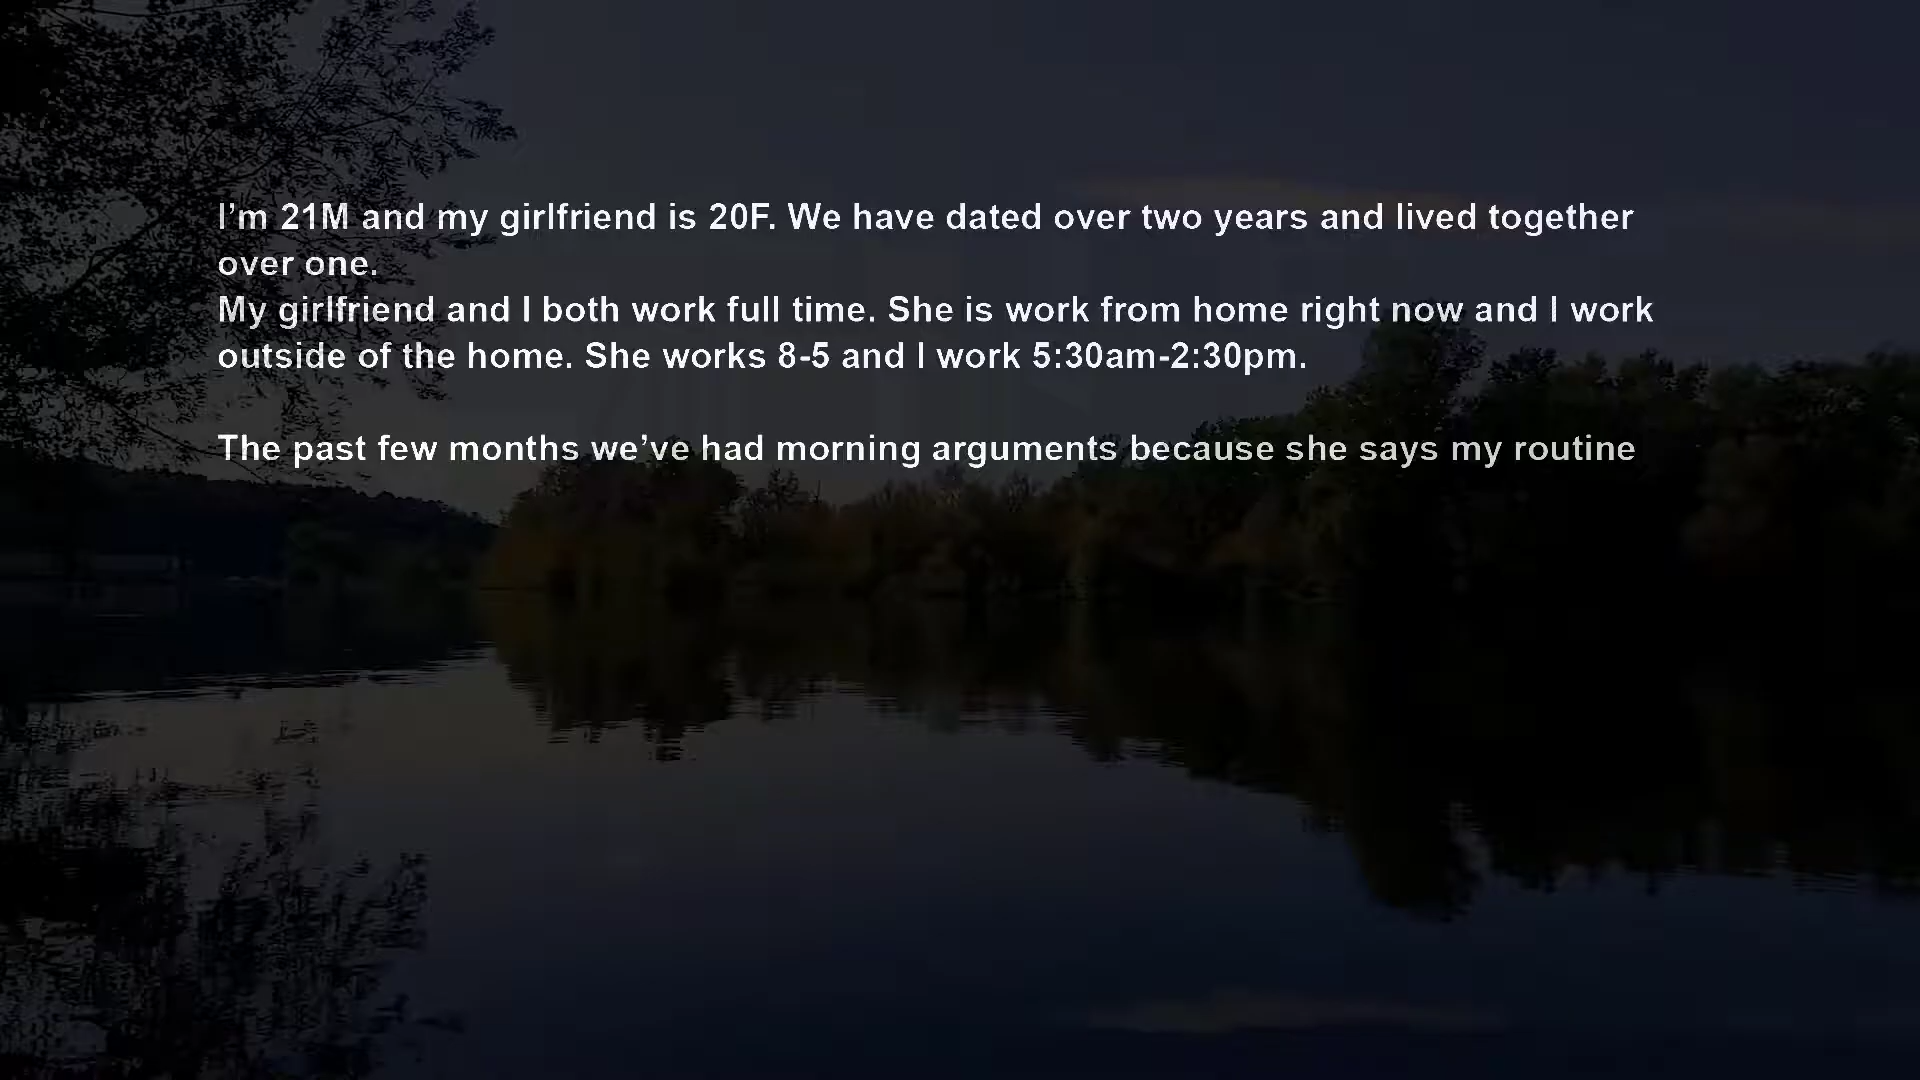 I’m 21M and my girlfriend is 20F. We have dated over two years and lived together
over one.
My girlfriend and I both work full time. She is work from home right now and I work
outside of the home. She works 8-5 and I work 5:30am-2:30pm.
The past few months we’ve had morning arguments because she says my routine